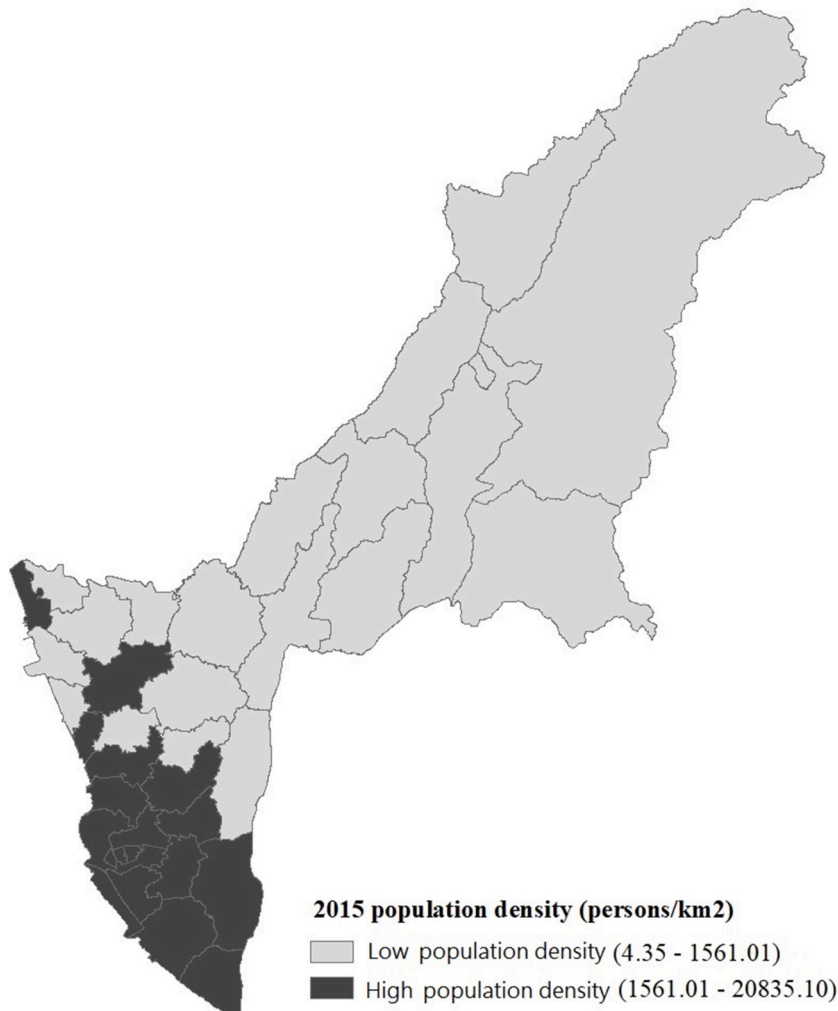 2015 population density (persons/km2)
Low population density (4.35 - 1561.01)
High population density (1561.01 - 20835.10)